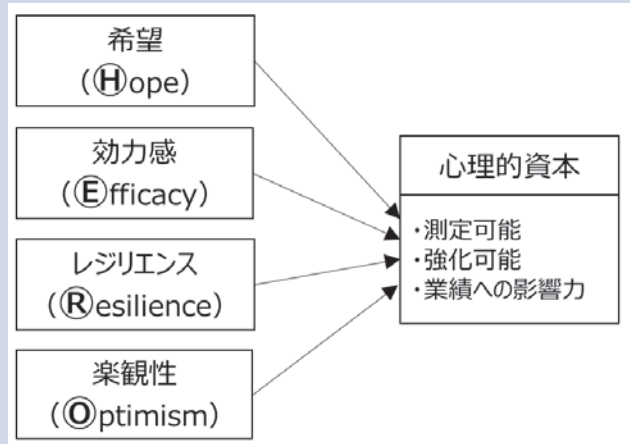 希望
(Ⓗope)
効力感
(Ⓔfficacy)
レジリエンス
(Ⓡesilience)
楽観性
(Ⓞptimism)
心理的資本
・測定可能
・強化可能
・業績への影響力